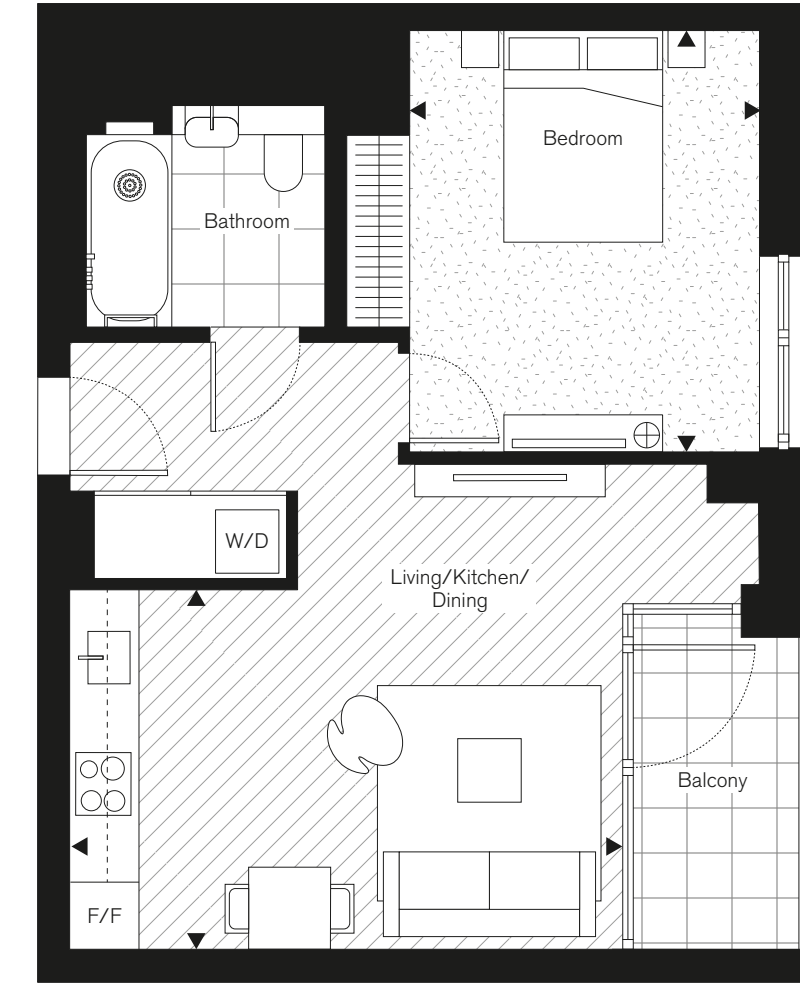 Bedroom
Bathroom
W/D
Living/Kitchen/
Dining
Balcony
F/F